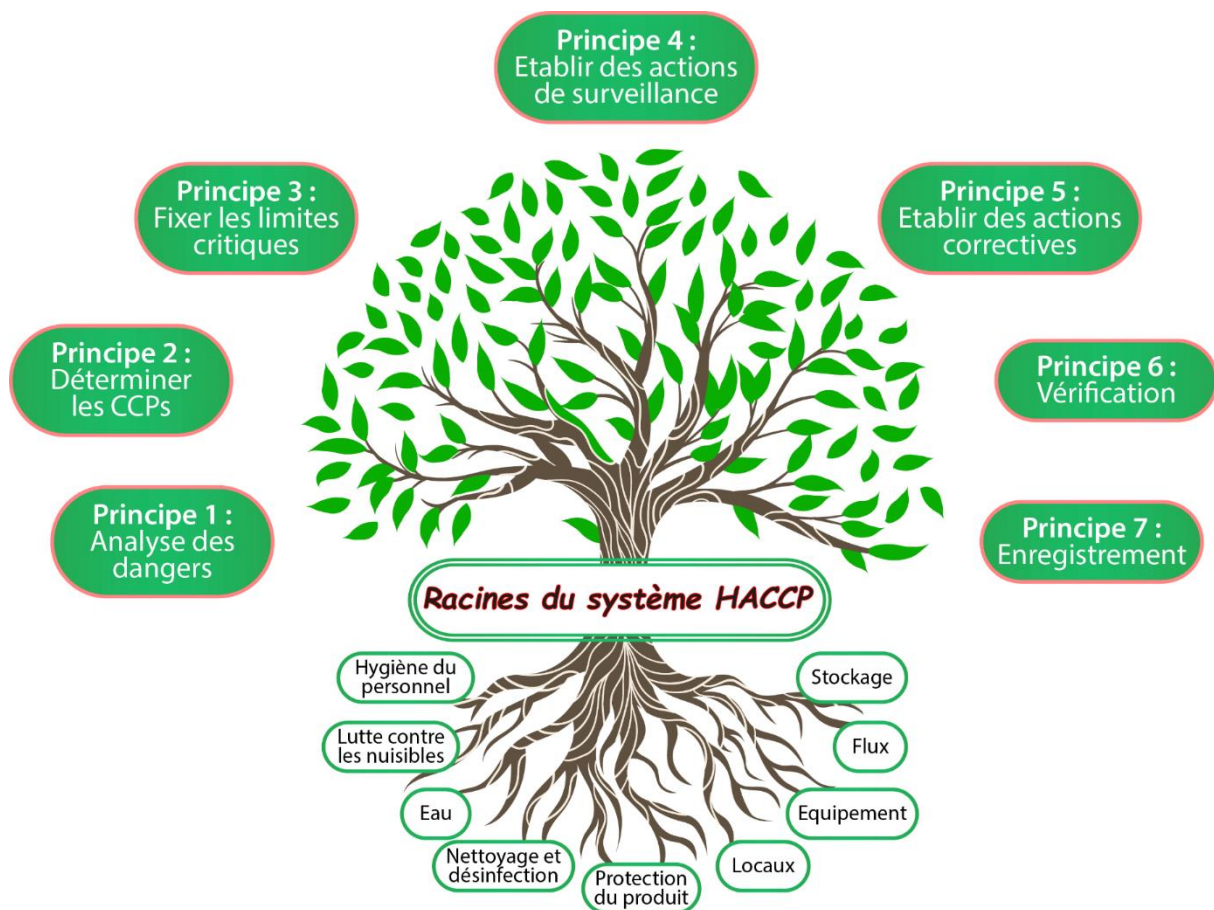 Principe 4 :
Etablir des actions
de surveillance
Principe 3 :
Fixer les limites
critiques
Principe 5 :
Etablir des actions
correctives
Principe 2 :
Déterminer
les CCPs
Principe 6 :
Vérification
Principe 1 :
Analyse des
dangers
Principe 7 :
Enregistrement
Racines du système HACCP
Hygiène du
personnel
Stockage
Lutte contre
les nuisibles
Flux
Eau
Equipement
Nettoyage et
désinfection
Locaux
Protection
du produit